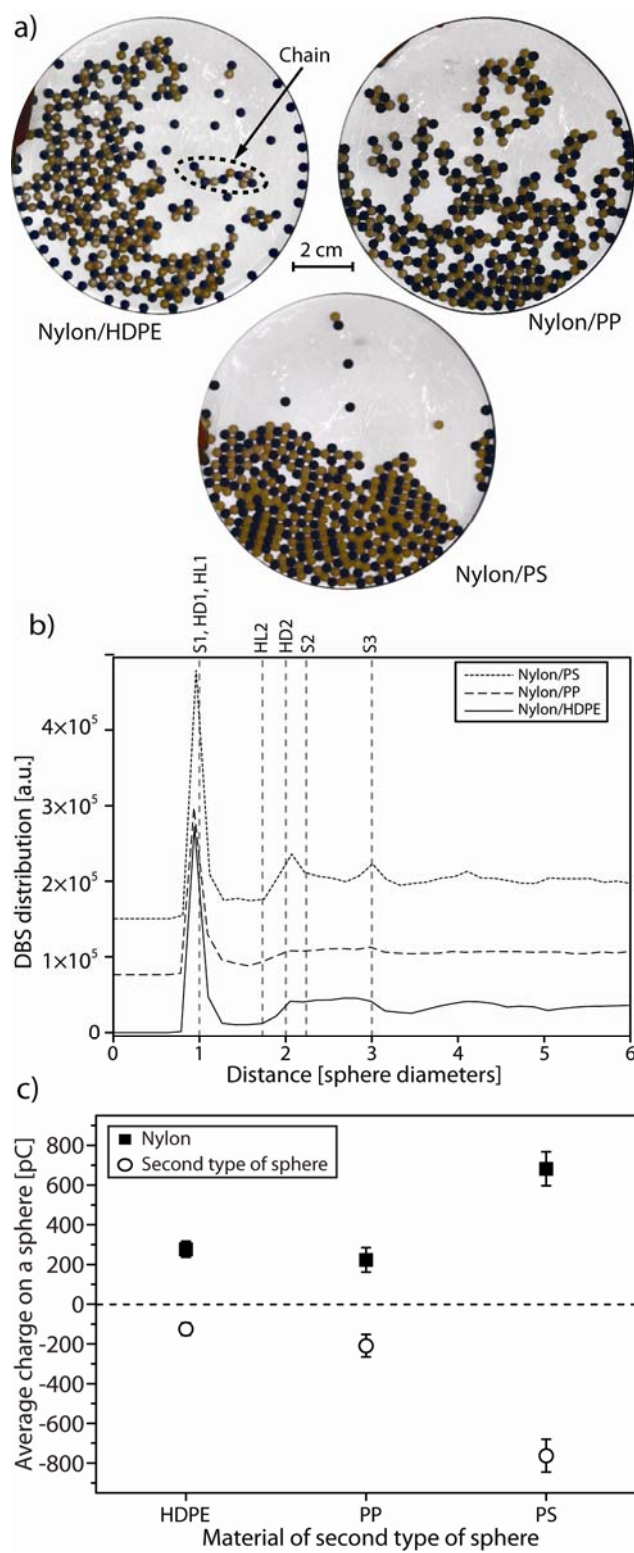 a)
Chain
2 cm
Nylon/HDPE
Nylon/PP
Nylon/PS
b)
S1, HD1, HL1
HL2
HD2
S2
S3
Nylon/PS
Nylon/PP
Nylon/HDPE
DBS distribution [a.u.]
4×10⁵
3×10⁵
2×10⁵
1×10⁵
0
0 1 2 3 4 5 6
Distance [sphere diameters]
c)
Nylon
Second type of sphere
Average charge on a sphere [pC]
800
600
400
200
0
-200
-400
-600
-800
HDPE PP PS
Material of second type of sphere